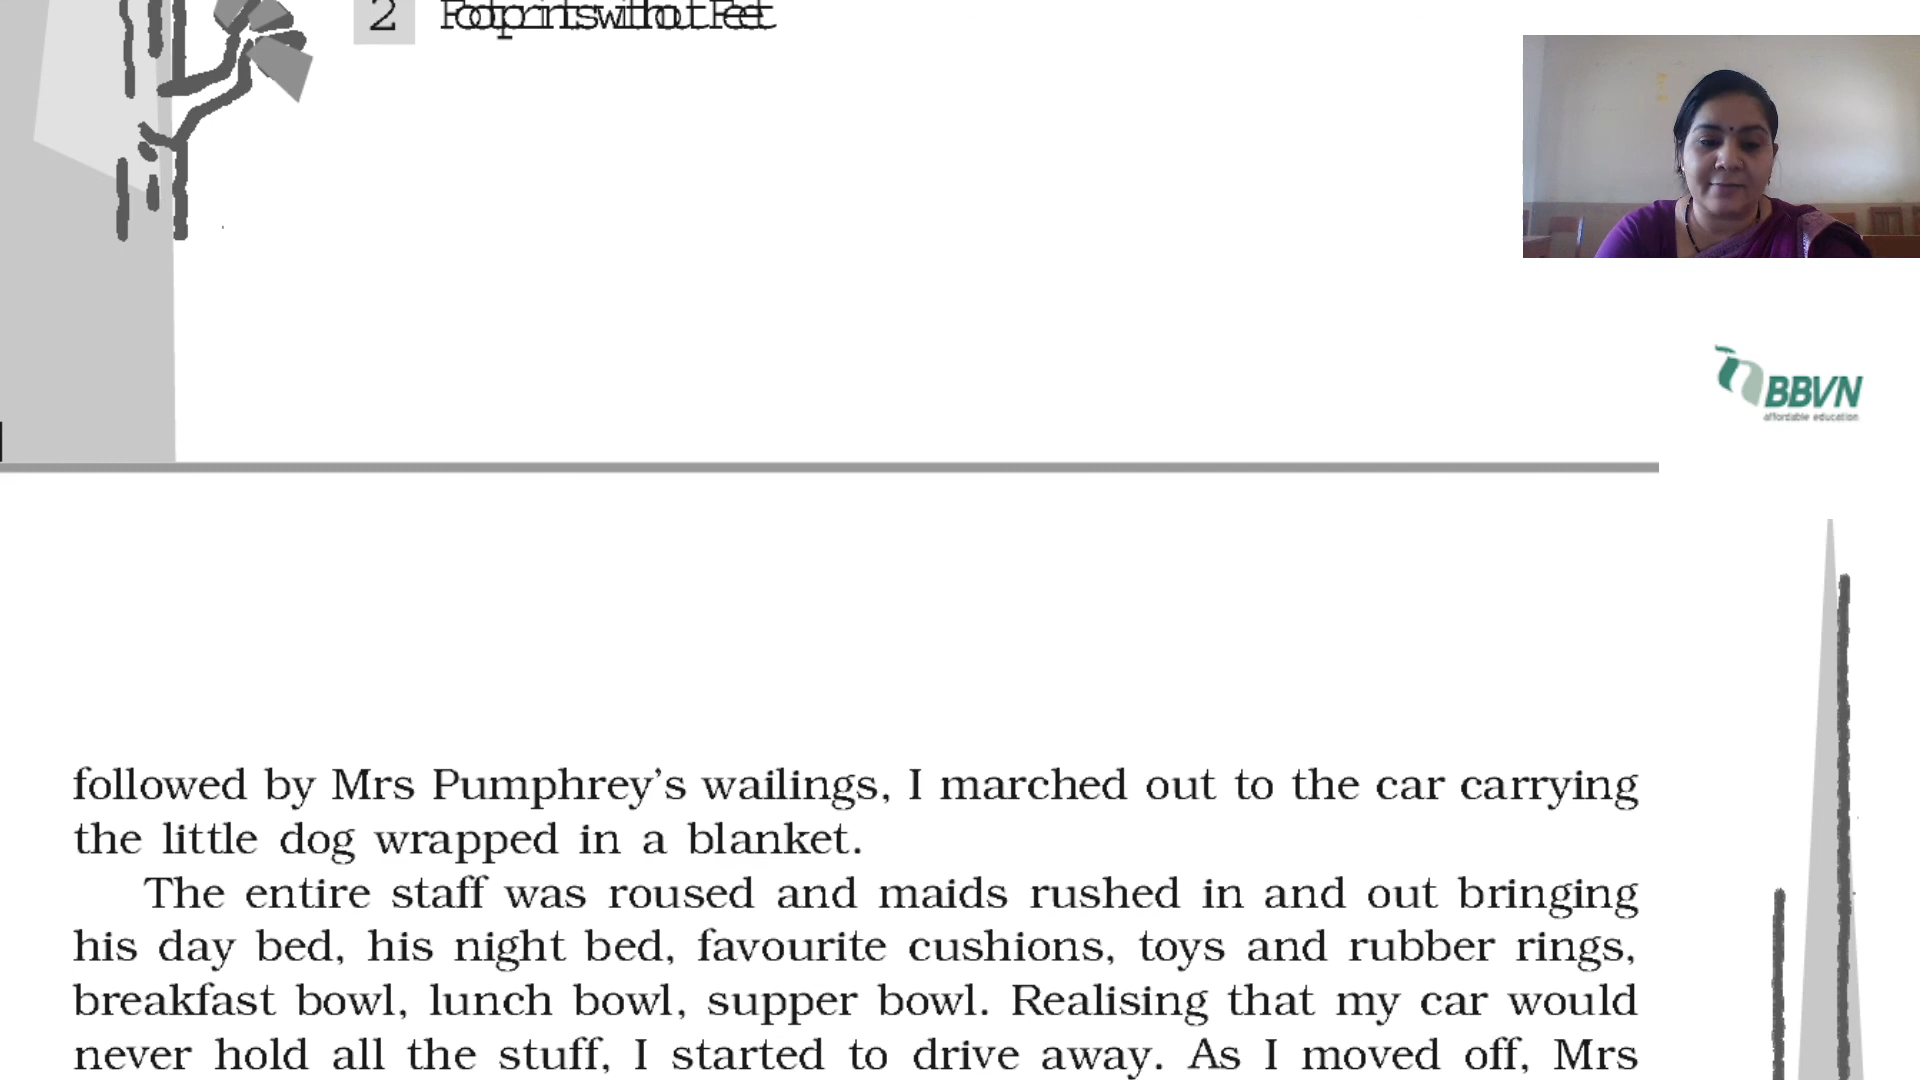 2 Footprints without Feet
BBVN
affordable education
followed by Mrs Pumphrey's wailings, I marched out to the car carrying
the little dog wrapped in a blanket.
The entire staff was roused and maids rushed in and out bringing
his day bed, his night bed, favourite cushions, toys and rubber rings,
breakfast bowl, lunch bowl, supper bowl. Realising that my car would
never hold all the stuff, I started to drive away. As I moved off, Mrs